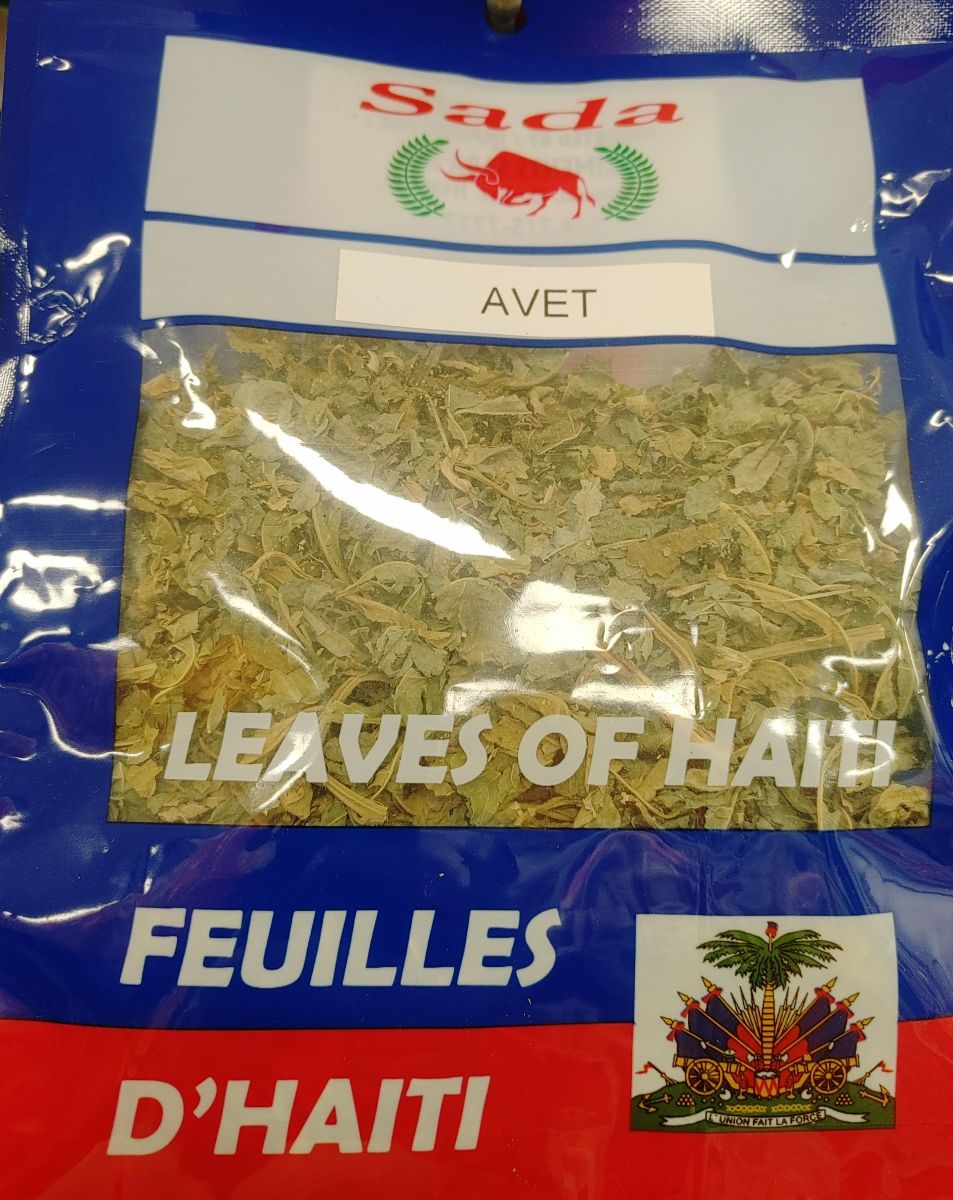 Sada
AVET
LEAVES OF HAITI
FEUILLES
D'HAITI
L'UNION FAIT LA FORCE